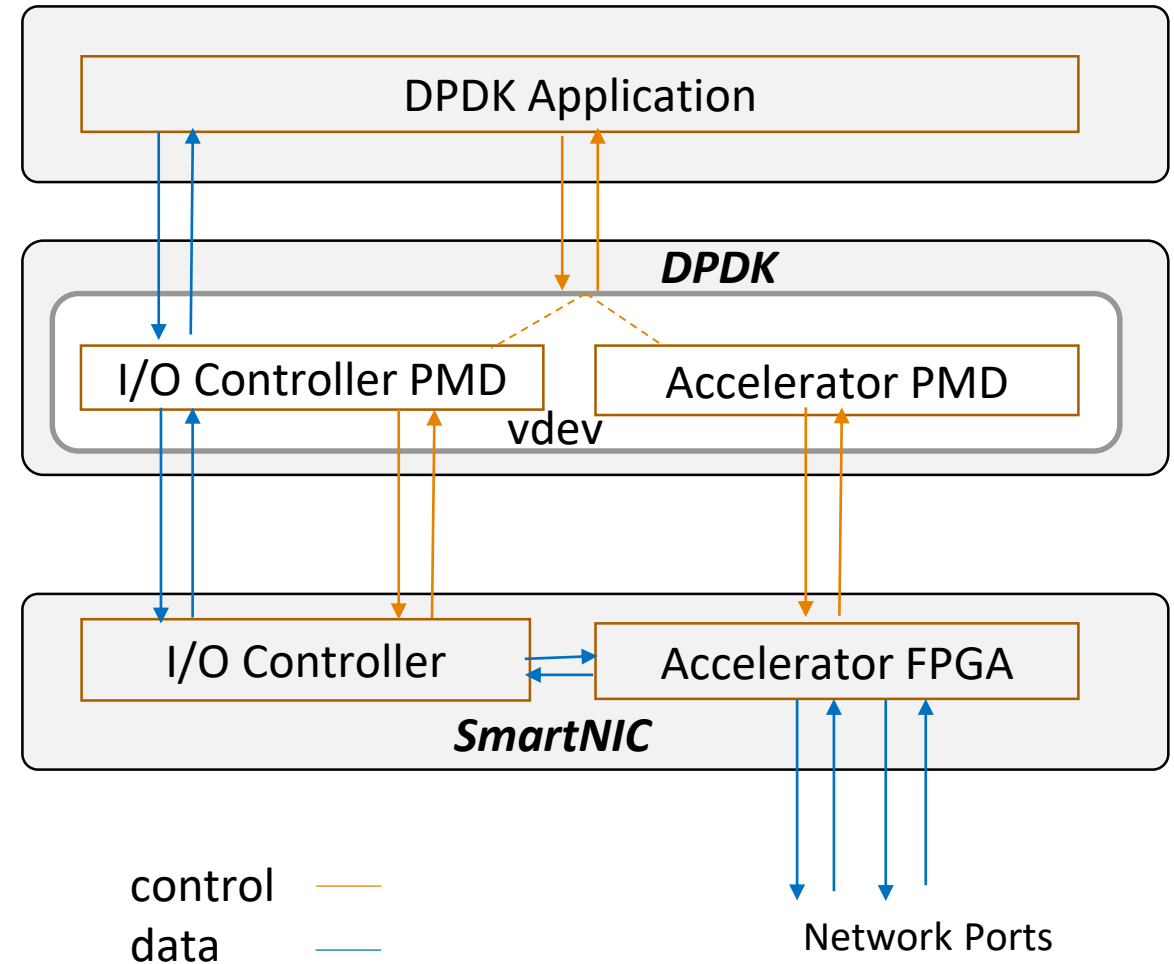 DPDK Application
DPDK
I/O Controller PMD
Accelerator PMD
vdev
I/O Controller
Accelerator FPGA
SmartNIC
control
data
Network Ports